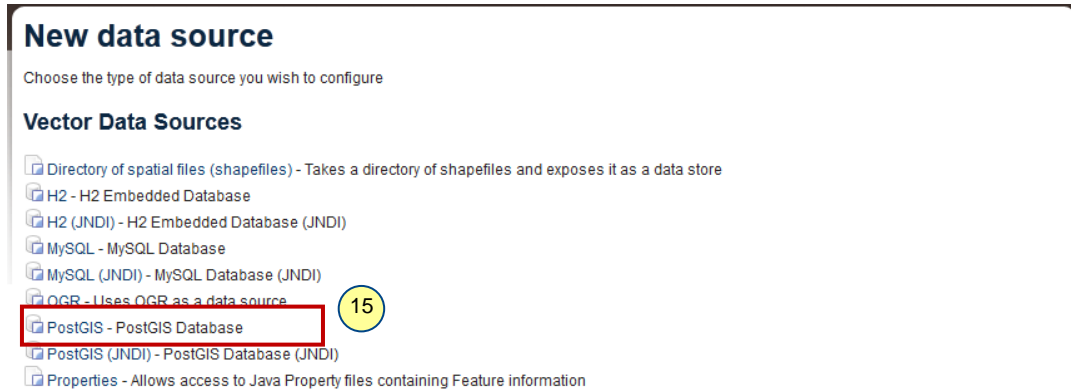 New data source
Choose the type of data source you wish to configure
Vector Data Sources
Directory of spatial files (shapefiles) - Takes a directory of shapefiles and exposes it as a data store
H2 - H2 Embedded Database
H2 (JNDI) - H2 Embedded Database (JNDI)
MySQL - MySQL Database
MySQL (JNDI) - MySQL Database (JNDI)
OGR - Uses OGR as a data source
15
PostGIS - PostGIS Database
PostGIS (JNDI) - PostGIS Database (JNDI)
Properties - Allows access to Java Property files containing Feature information